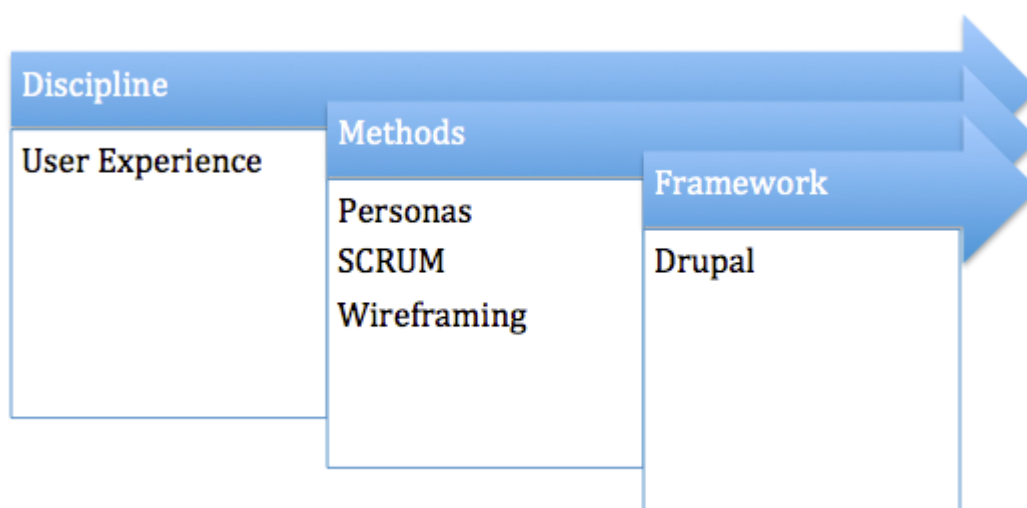 Discipline
User Experience
Methods
Personas
SCRUM
Wireframing
Framework
Drupal